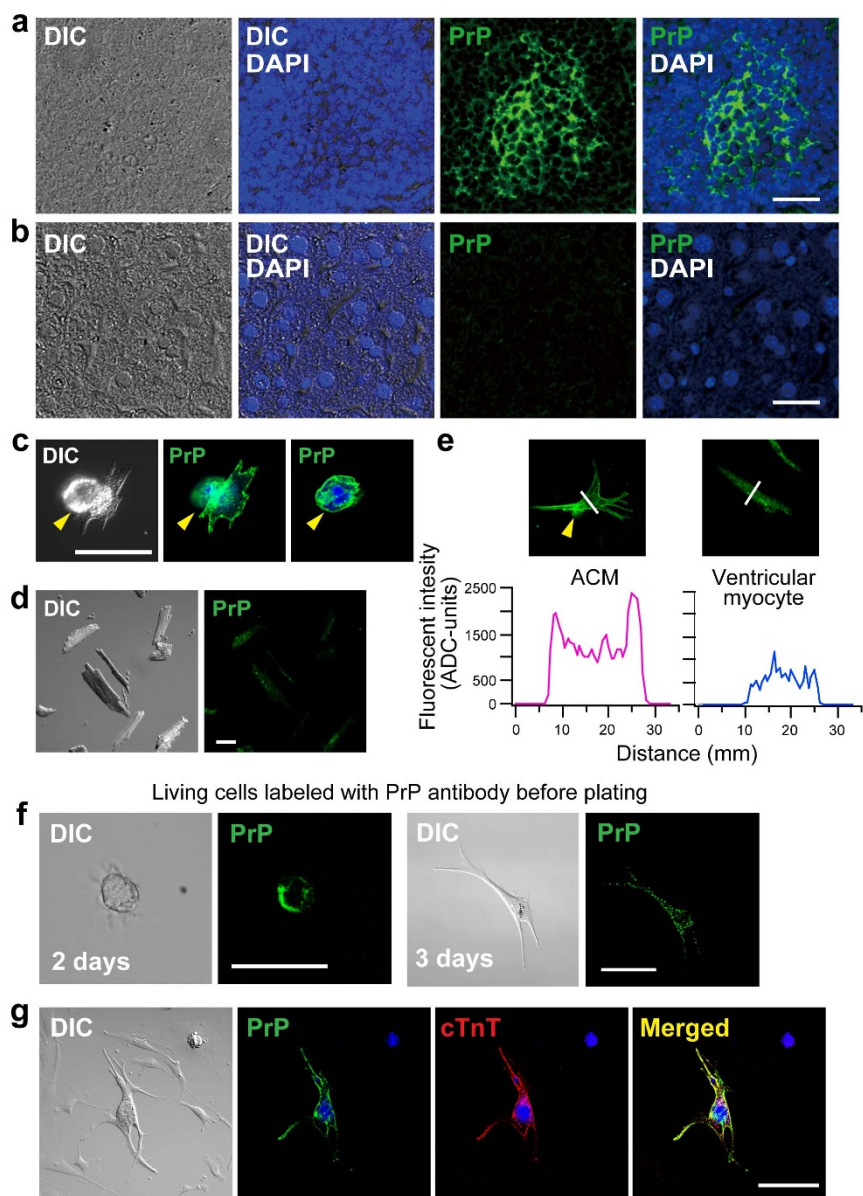 a
DIC
DIC
DAPI
PrP
PrP
DAPI
b
DIC
DIC
DAPI
PrP
PrP
DAPI
c
DIC
PrP
PrP
d
DIC
PrP
e
ACM
Ventricular
myocyte
Fluorescent intesity
(ADC-units)
2500
1500
500
0
0 10 20 30
0 10 20 30
Distance (mm)
Living cells labeled with PrP antibody before plating
f
DIC
2 days
PrP
DIC
3 days
PrP
g
DIC
PrP
cTnT
Merged